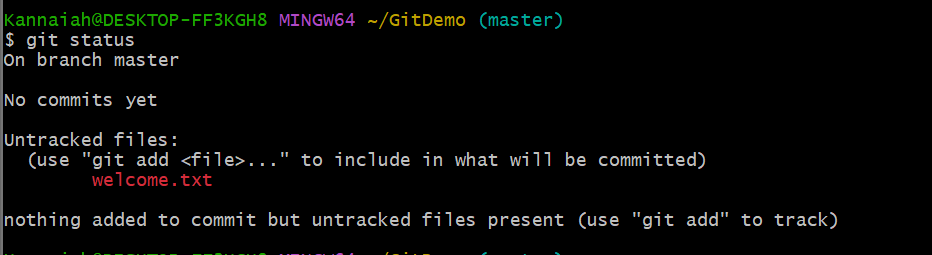 Kannaiah@DESKTOP-FF3KGH8 MINGW64 ~/GitDemo (master)
$ git status
On branch master
No commits yet
Untracked files:
(use "git add <file>..." to include in what will be committed)
welcome.txt
nothing added to commit but untracked files present (use "git add" to track)